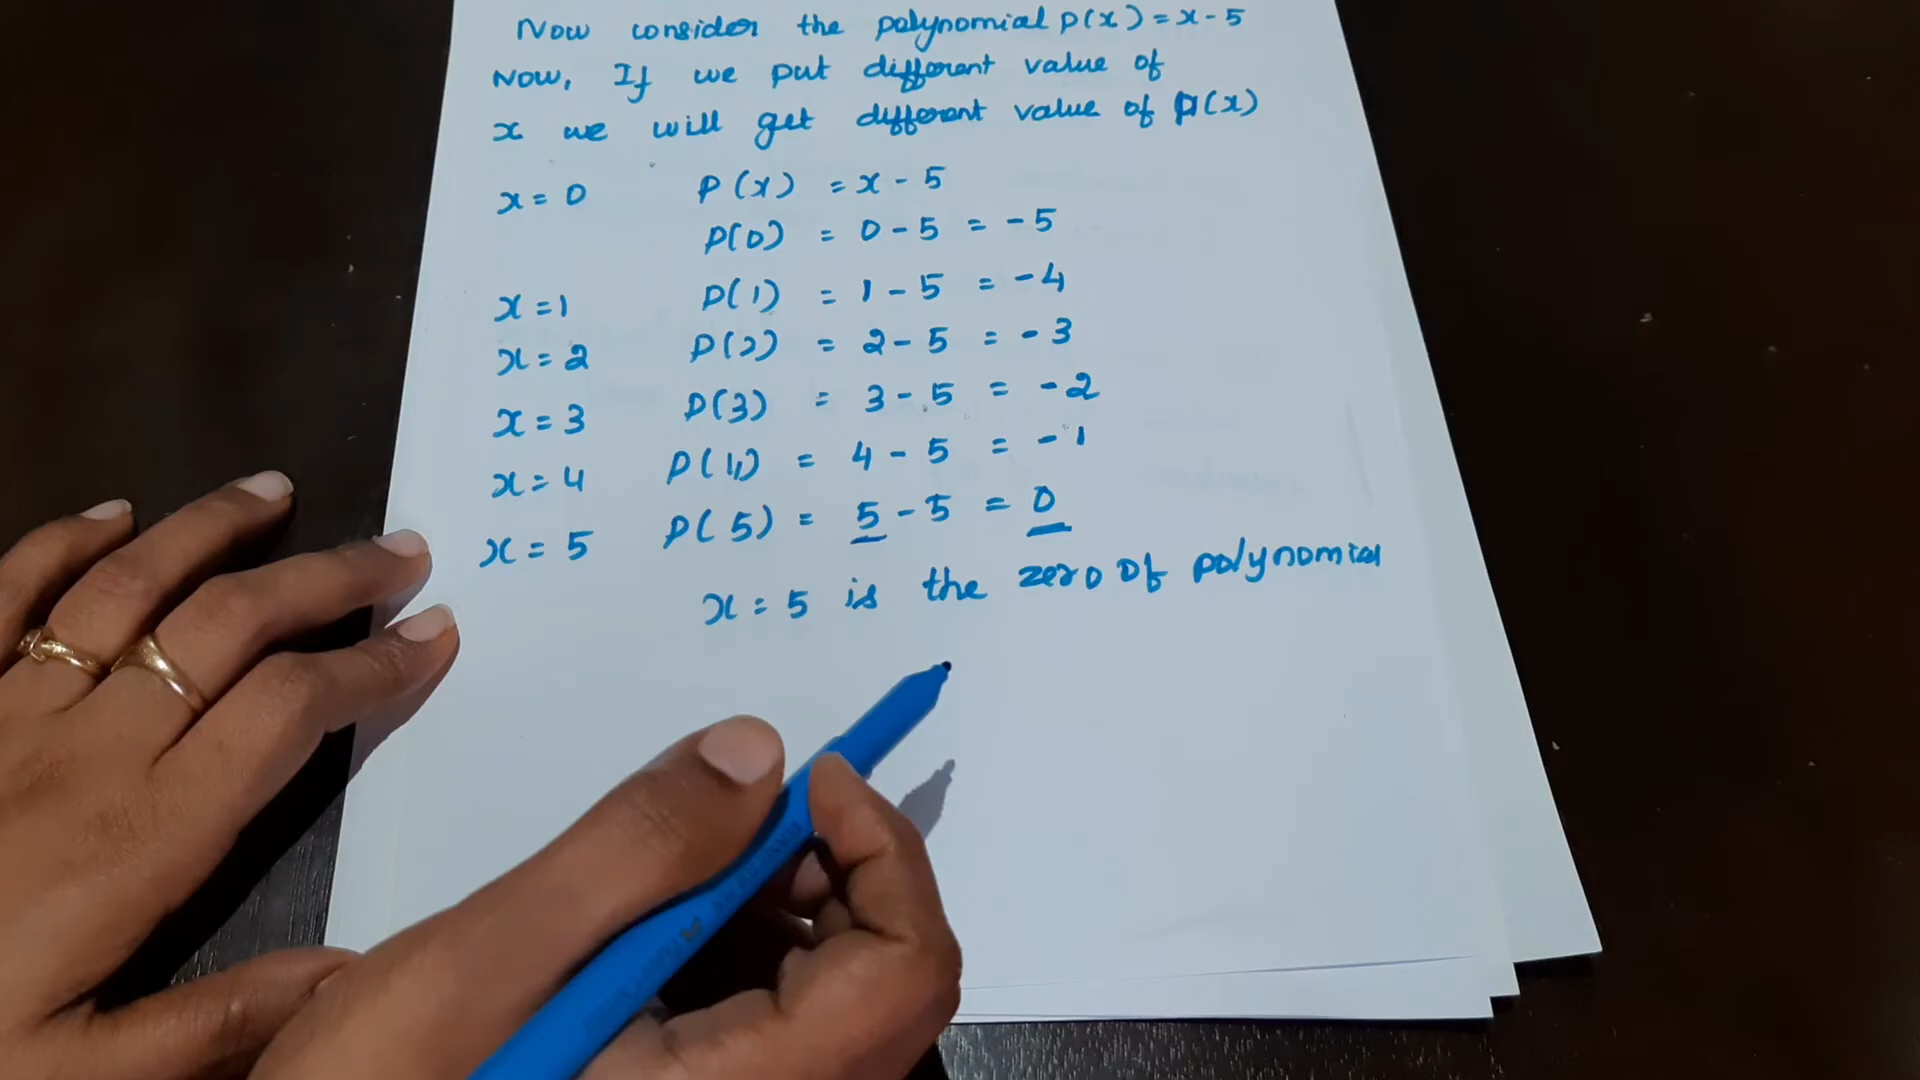 Now consider the polynomial p(x) = x - 5
Now, If we put different value of
x we will get different value of p(x)
x = 0 P(x) = x - 5
P(0) = 0 - 5 = - 5
x = 1 P(1) = 1 - 5 = - 4
x = 2 P(2) = 2 - 5 = - 3
x = 3 P(3) = 3 - 5 = - 2
x = 4 P(4) = 4 - 5 = - 1
x = 5 P(5) = 5 - 5 = 0
x = 5 is the zero of polynomial